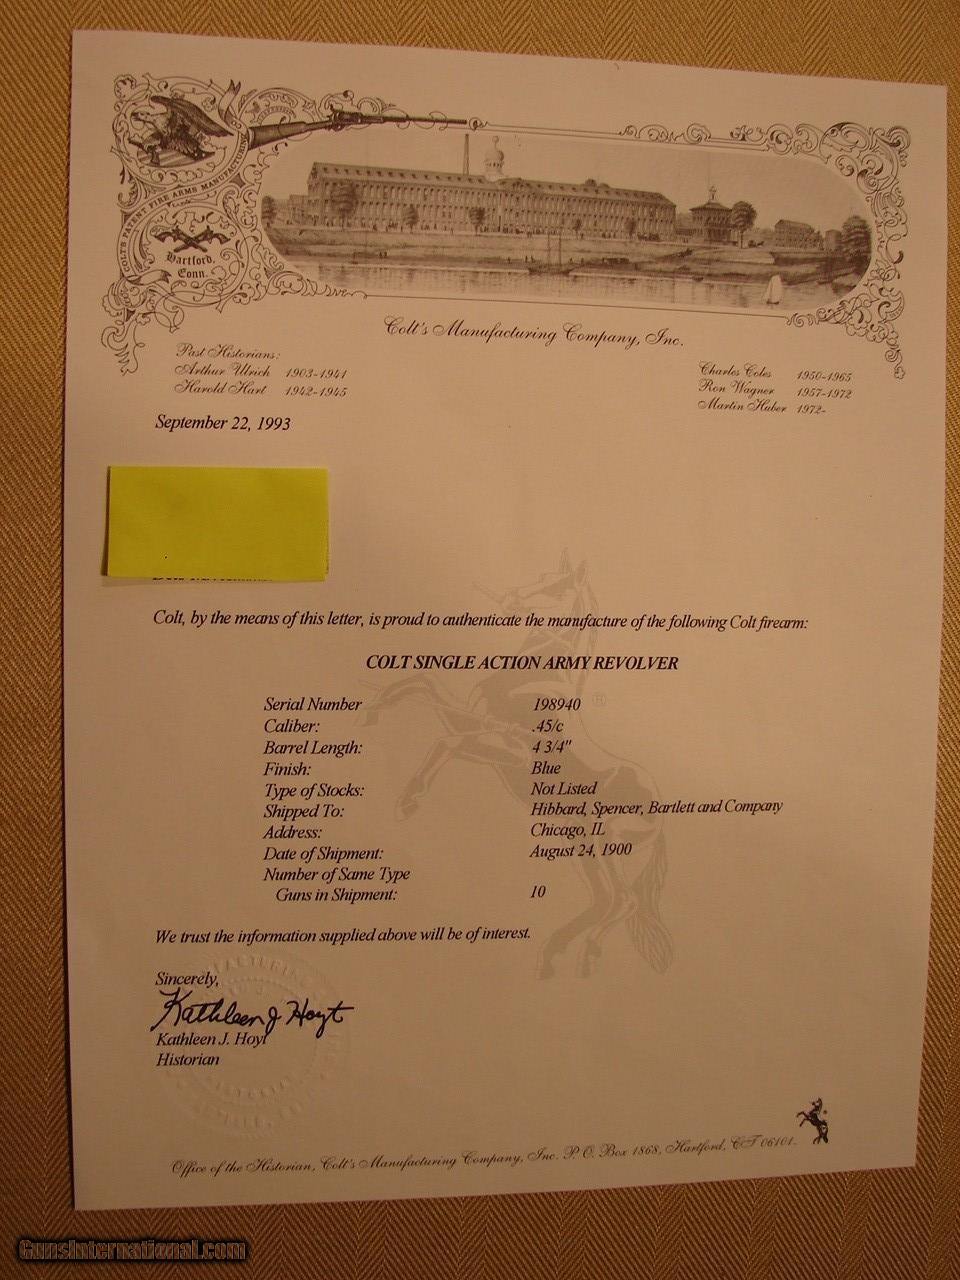 COLT'S PATENT FIRE ARMS MANUFACTURING
Hartford,
Conn.
Colt's Manufacturing Company, Inc.
Past Historians:
Arthur Ulrich 1903-1941
Harold Hart 1942-1945
Charles Coles 1950-1965
Ron Wagner 1957-1972
Martin Huber 1972-
September 22, 1993
Colt, by the means of this letter, is proud to authenticate the manufacture of the following Colt firearm:
COLT SINGLE ACTION ARMY REVOLVER
Serial Number 198940
Caliber: .45/c
Barrel Length: 4 3/4"
Finish: Blue
Type of Stocks: Not Listed
Shipped To: Hibbard, Spencer, Bartlett and Company
Address: Chicago, IL
Date of Shipment: August 24, 1900
Number of Same Type
Guns in Shipment: 10
We trust the information supplied above will be of interest.
Sincerely,
Kathleen J Hoyt
Kathleen J. Hoyt
Historian
Office of the Historian, Colt's Manufacturing Company, Inc. P.O. Box 1868, Hartford, CT 06101.
GunsInternational.com